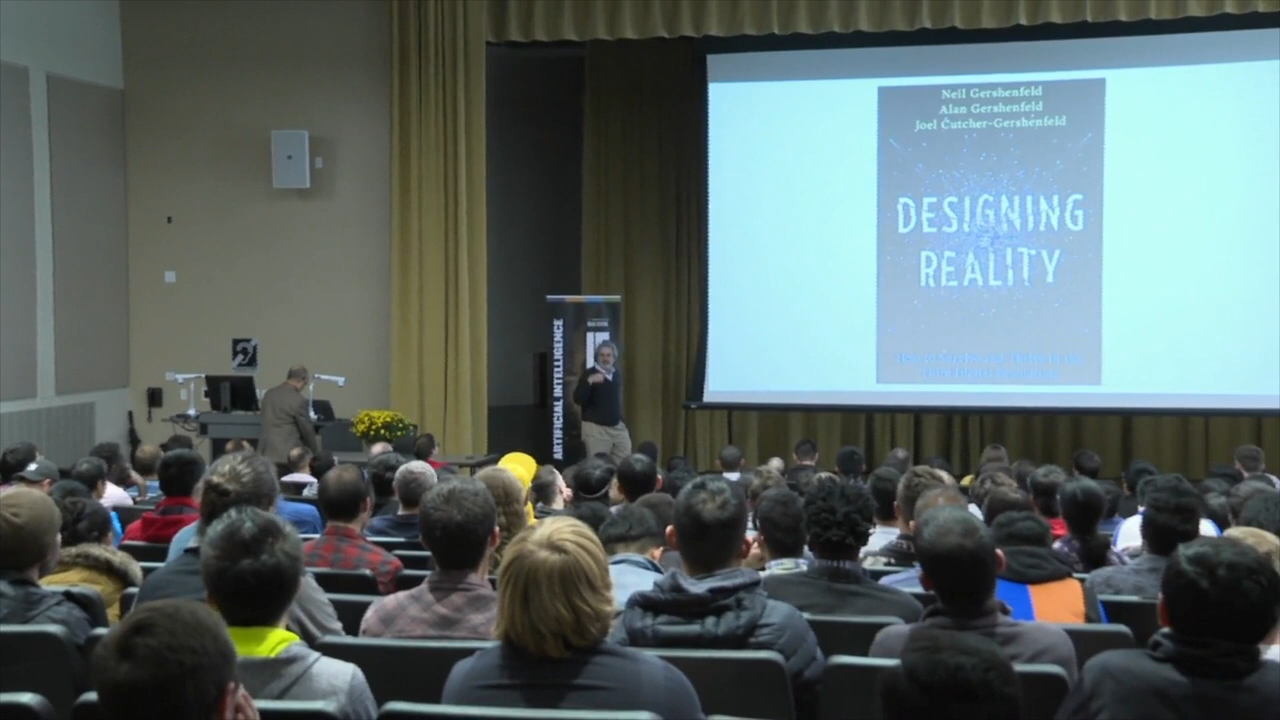 Neil Gershenfeld
Alan Gershenfeld
Joel Cutcher-Gershenfeld
DESIGNING
REALITY
ARTIFICIAL INTELLIGENCE